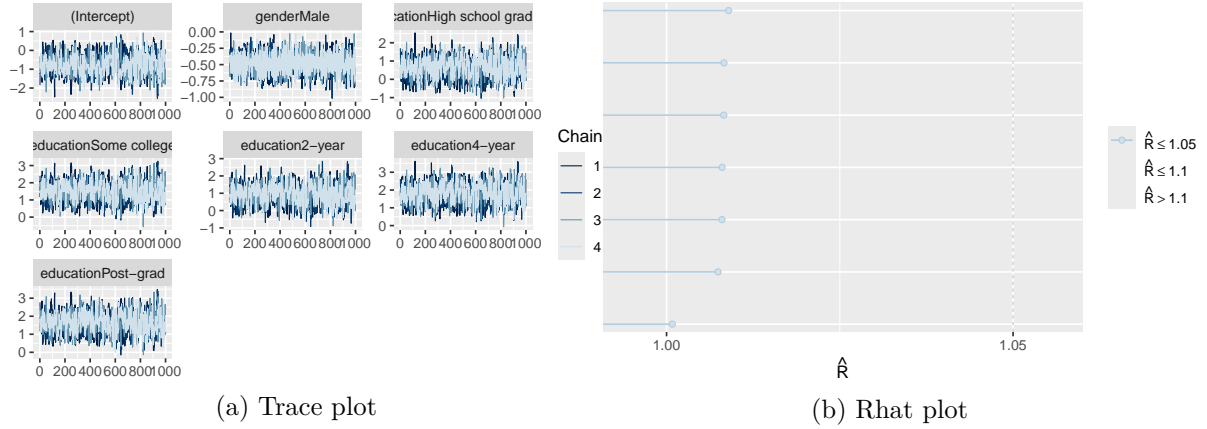 (Intercept)
genderMale
cationHigh school grad
1
0
−1
−2
0.00
−0.25
−0.50
−0.75
−1.00
2
1
0
−1
0 200 400 600 800 1000
0 200 400 600 800 1000
0 200 400 600 800 1000
educationSome college
education2−year
education4−year
3
2
1
0
3
2
1
0
−1
3
2
1
0
0 200 400 600 800 1000
0 200 400 600 800 1000
0 200 400 600 800 1000
educationPost−grad
3
2
1
0
0 200 400 600 800 1000
Chain
1
2
3
4
(a) Trace plot
1.00
1.05
R̂
R̂ ≤ 1.05
R̂ ≤ 1.1
R̂ > 1.1
(b) Rhat plot